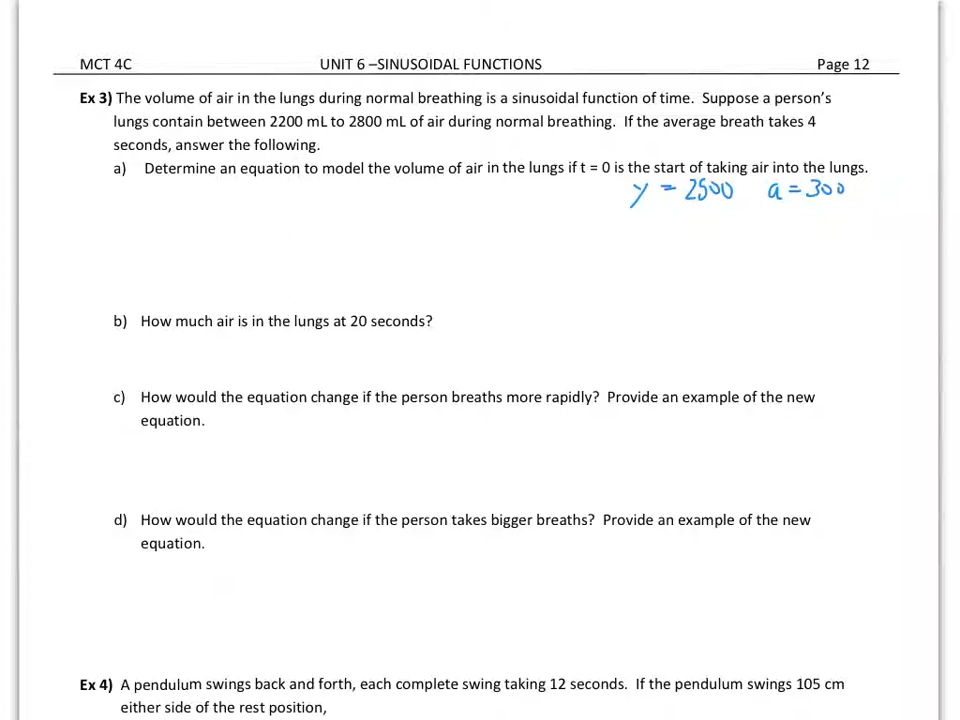 MCT 4C UNIT 6 –SINUSOIDAL FUNCTIONS Page 12
Ex 3) The volume of air in the lungs during normal breathing is a sinusoidal function of time. Suppose a person's
lungs contain between 2200 mL to 2800 mL of air during normal breathing. If the average breath takes 4
seconds, answer the following.
a) Determine an equation to model the volume of air in the lungs if t = 0 is the start of taking air into the lungs.
y = 2500 a = 300
b) How much air is in the lungs at 20 seconds?
c) How would the equation change if the person breaths more rapidly? Provide an example of the new
equation.
d) How would the equation change if the person takes bigger breaths? Provide an example of the new
equation.
Ex 4) A pendulum swings back and forth, each complete swing taking 12 seconds. If the pendulum swings 105 cm
either side of the rest position,